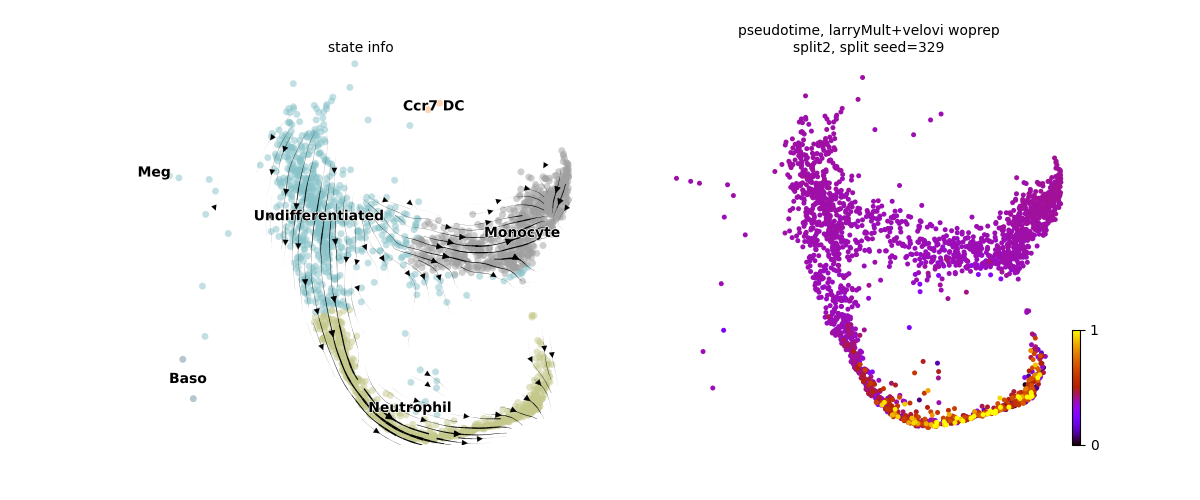 state info
Ccr7 DC
Meg
Undifferentiated
Monocyte
Baso
Neutrophil
pseudotime, larryMult+velovi woprep
split2, split seed=329
1
0